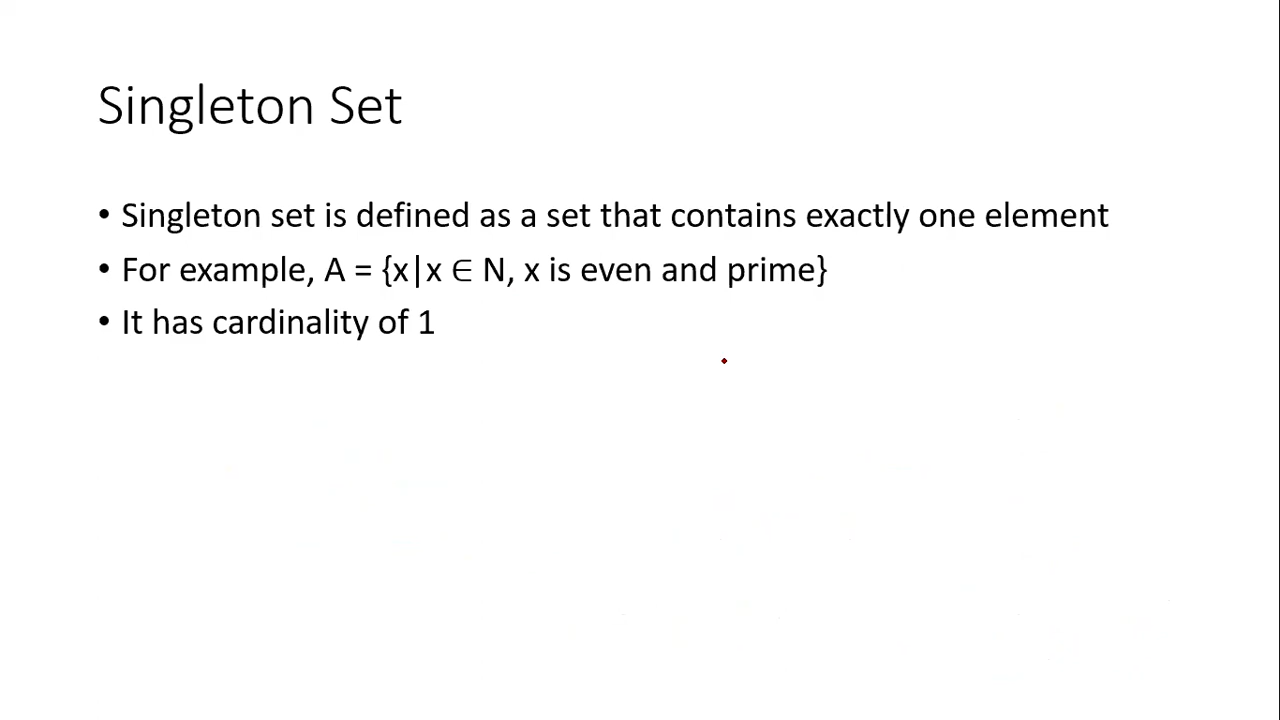 Singleton Set
• Singleton set is defined as a set that contains exactly one element
• For example, A = {x|x ∈ N, x is even and prime}
• It has cardinality of 1